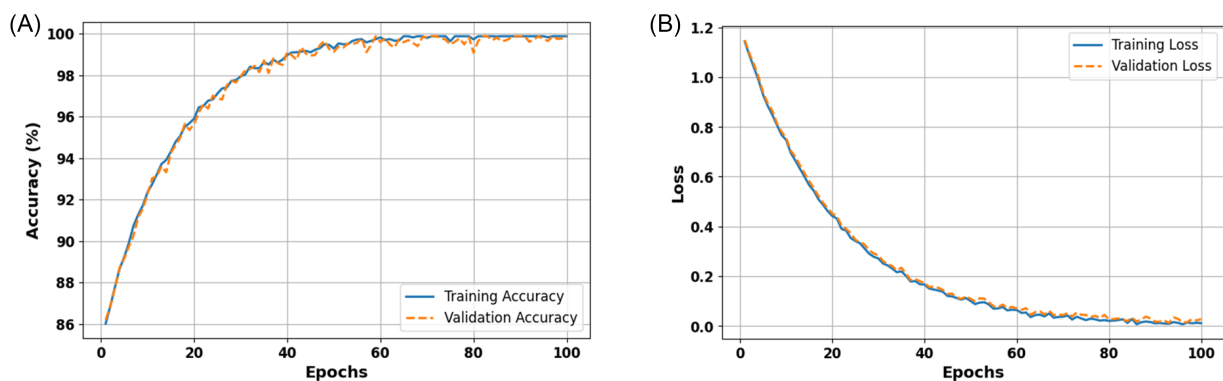 (A)
100
98
96
94
92
90
88
86
Accuracy (%)
0 20 40 60 80 100
Epochs
Training Accuracy
Validation Accuracy
(B)
1.2
1.0
0.8
0.6
0.4
0.2
0.0
Loss
0 20 40 60 80 100
Epochs
Training Loss
Validation Loss